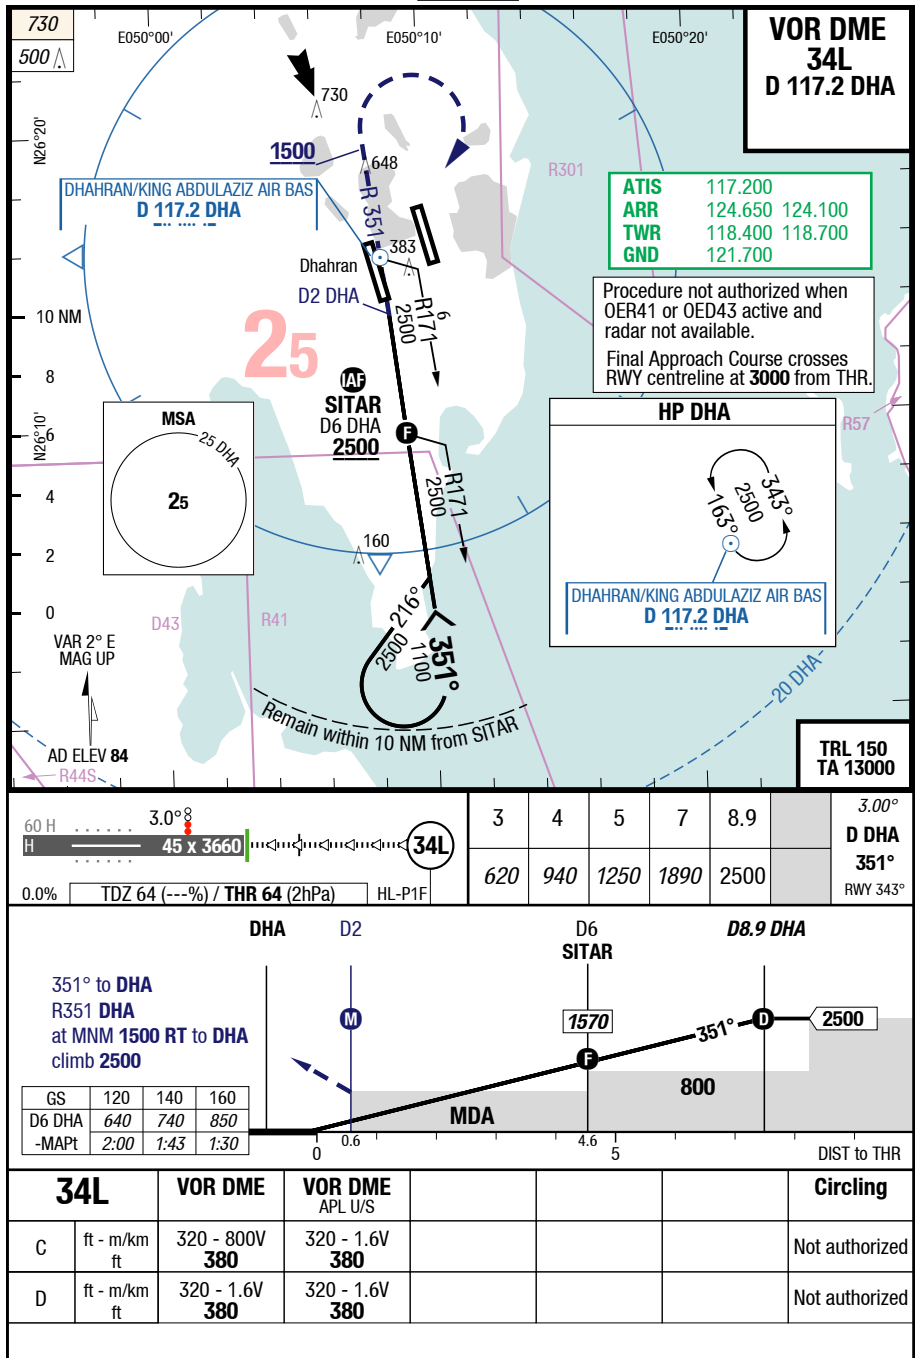 730
500
E050°00'
E050°10'
E050°20'
VOR DME
34L
D 117.2 DHA
730
N26°20'
1500
648
R301
DHAHRAN/KING ABDULAZIZ AIR BAS
D 117.2 DHA
R 351
ATIS 117.200
ARR 124.650 124.100
TWR 118.400 118.700
GND 121.700
383
Dhahran
D2 DHA
6
R171
2500
Procedure not authorized when
OER41 or OED43 active and
radar not available.
Final Approach Course crosses
RWY centreline at 3000 from THR.
10 NM
25
8
IAF
SITAR
D6 DHA
2500
F
HP DHA
R57
MSA
25 DHA
25
N26°10'
6
R171
2500
4
343°
2500
163°
160
2
DHAHRAN/KING ABDULAZIZ AIR BAS
D 117.2 DHA
0
D43
R41
216°
2500
351°
1100
VAR 2° E
MAG UP
20 DHA
Remain within 10 NM from SITAR
AD ELEV 84
R44S
TRL 150
TA 13000
60 H
H
3.0°
45 x 3660
34L
0.0%
TDZ 64 (---%) / THR 64 (2hPa)
HL-P1F
3 4 5 7 8.9
620 940 1250 1890 2500
3.00°
D DHA
351°
RWY 343°
DHA D2 D6 D8.9 DHA
SITAR
351° to DHA
R351 DHA
at MNM 1500 RT to DHA
climb 2500
M
1570
F
351°
D
2500
800
MDA
GS 120 140 160
D6 DHA 640 740 850
-MAPt 2:00 1:43 1:30
0 0.6 4.6 5 DIST to THR
34L VOR DME VOR DME Circling
APL U/S
C ft - m/km 320 - 800V 320 - 1.6V Not authorized
ft 380 380
D ft - m/km 320 - 1.6V 320 - 1.6V Not authorized
ft 380 380